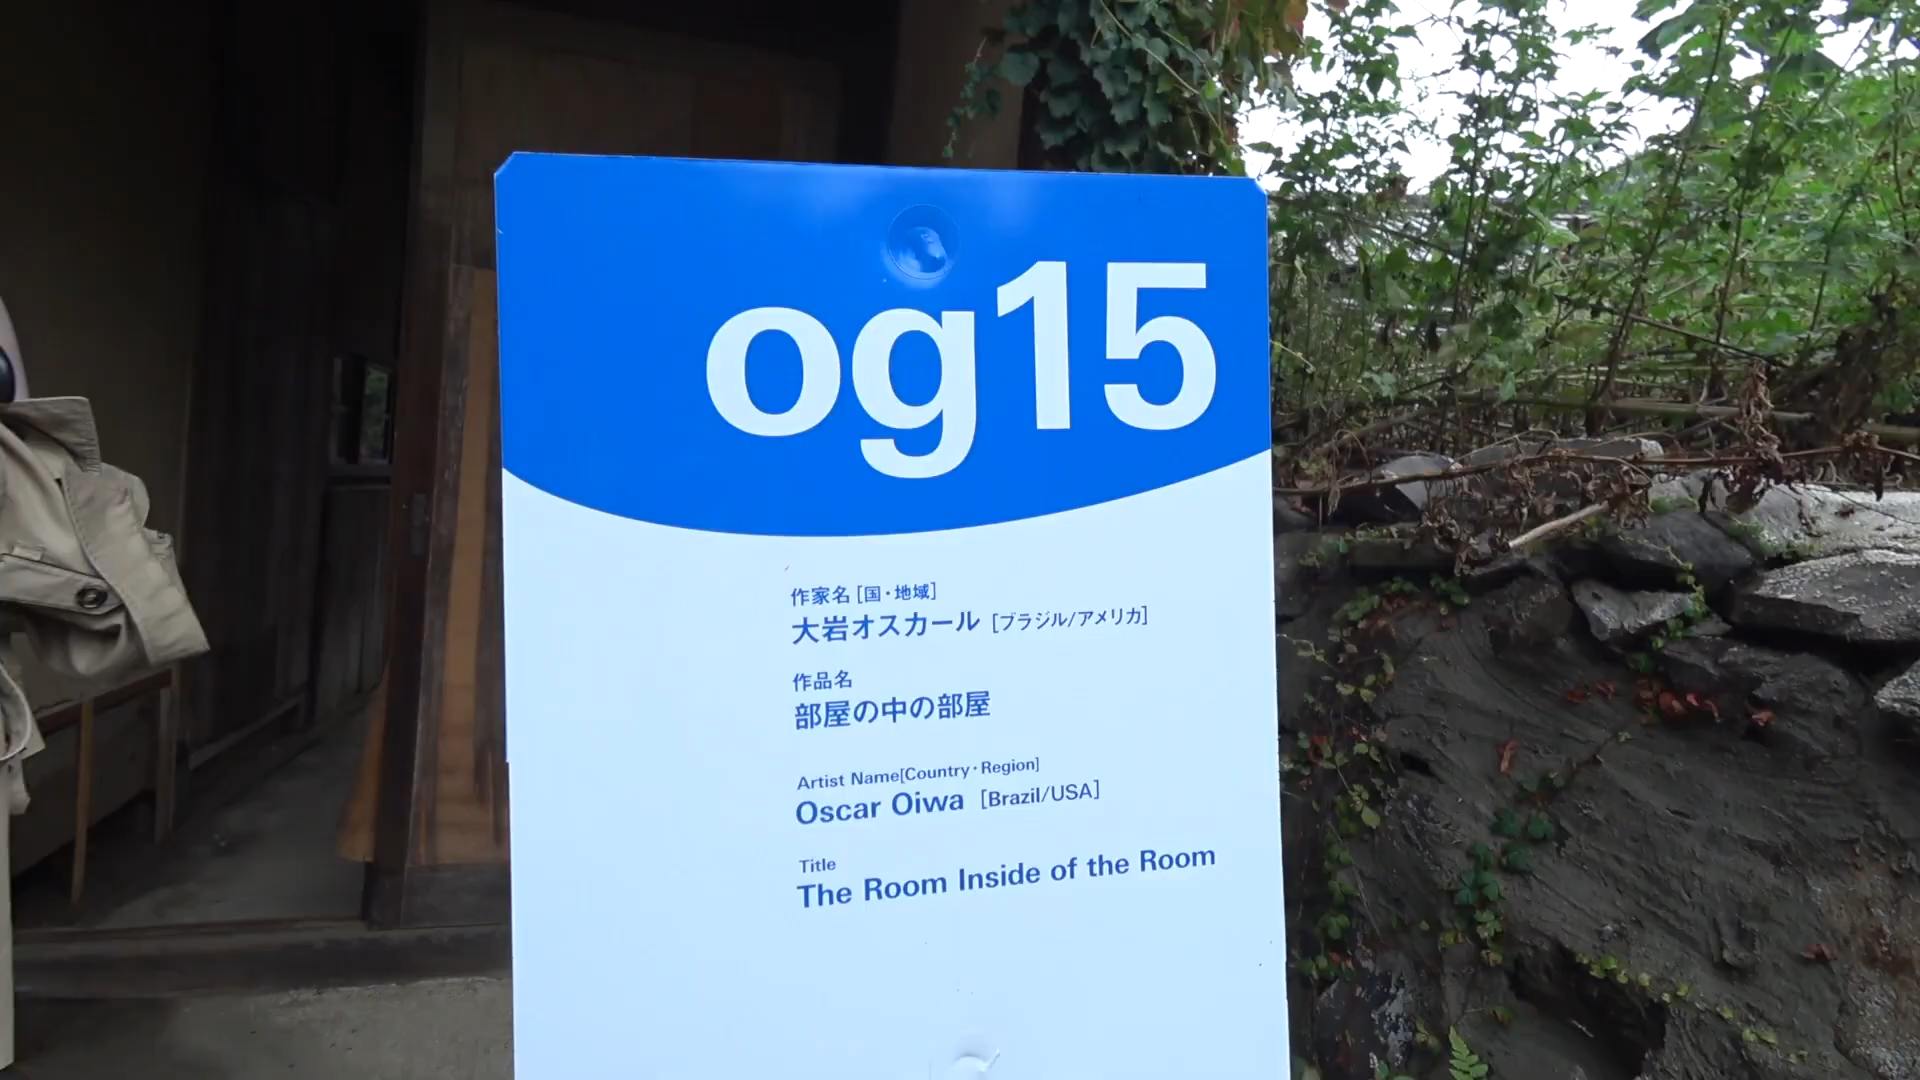 og15
作家名[国・地域]
大岩オスカール [ブラジル/アメリカ]
作品名
部屋の中の部屋
Artist Name[Country・Region]
Oscar Oiwa [Brazil/USA]
Title
The Room Inside of the Room